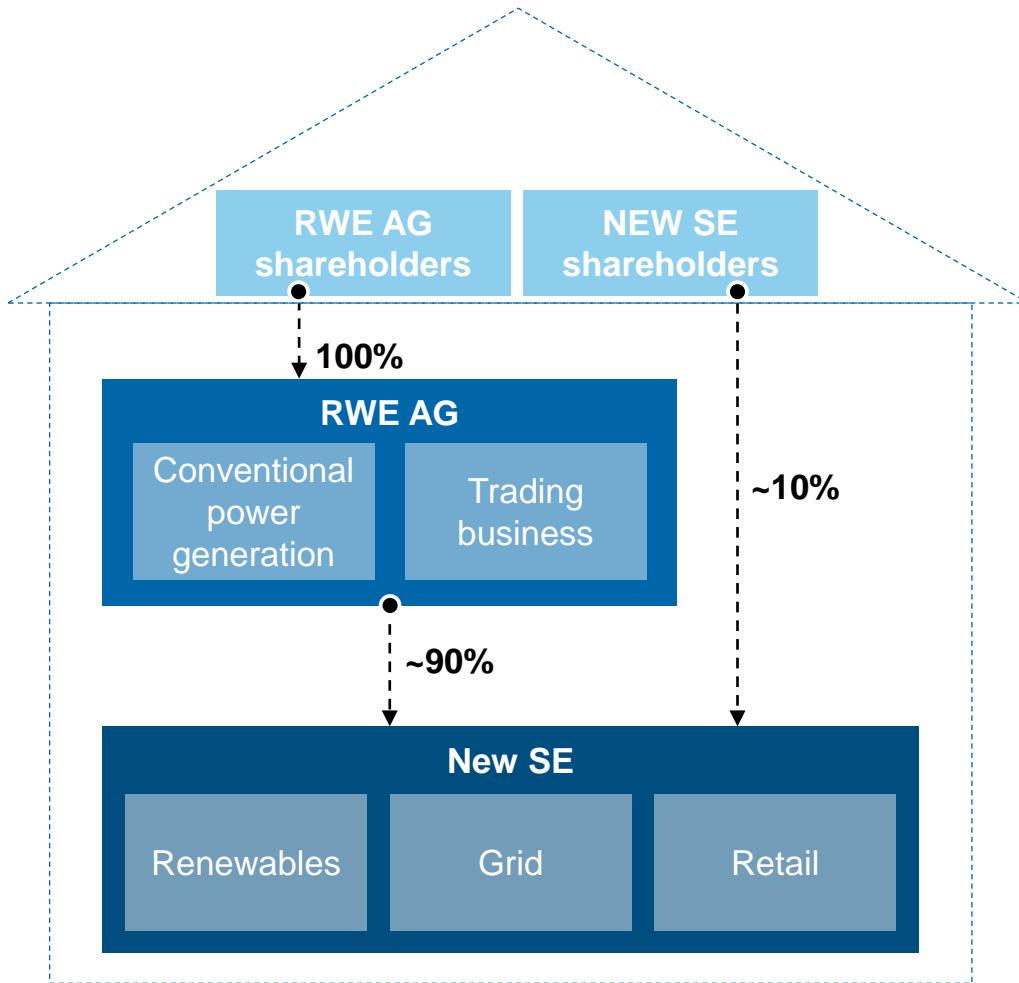 RWE AG
shareholders
NEW SE
shareholders
100%
RWE AG
Conventional
power
generation
Trading
business
~10%
~90%
New SE
Renewables
Grid
Retail